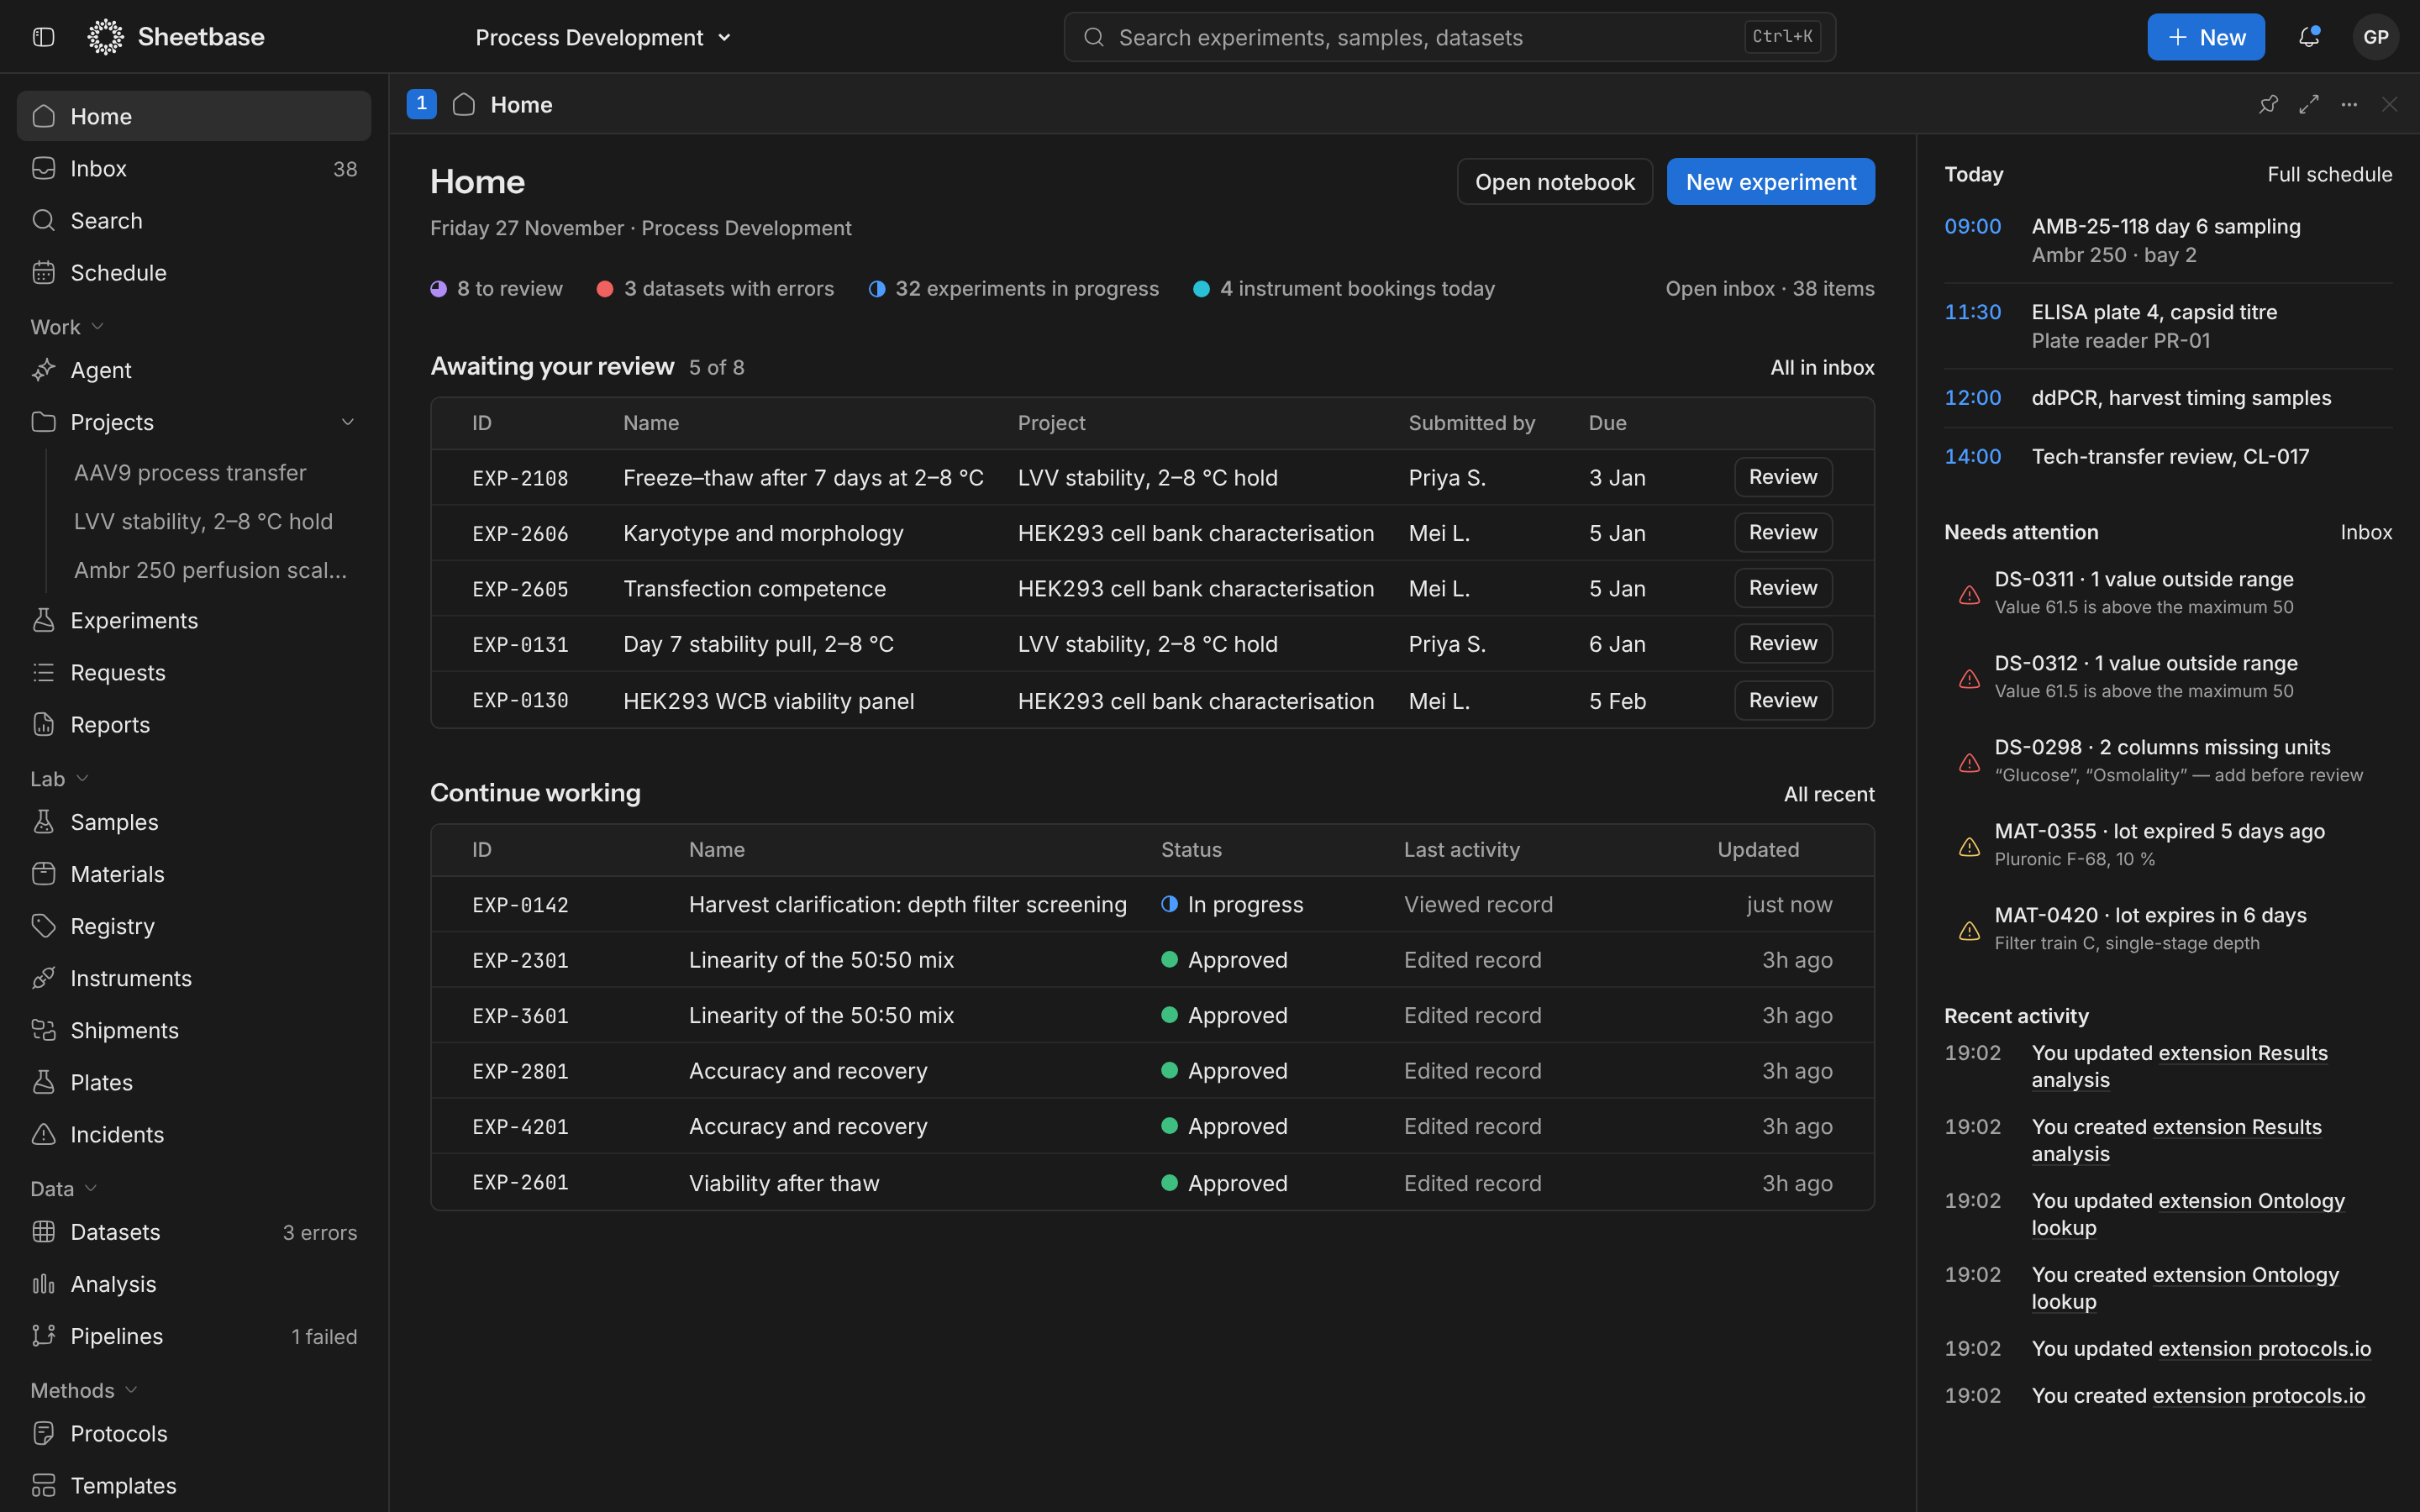 Sheetbase
Process Development
Search experiments, samples, datasets
Ctrl+K
New
GP
Home
Inbox 38
Search
Schedule
Work
Agent
Projects
AAV9 process transfer
LVV stability, 2–8 °C hold
Ambr 250 perfusion scal...
Experiments
Requests
Reports
Lab
Samples
Materials
Registry
Instruments
Shipments
Plates
Incidents
Data
Datasets 3 errors
Analysis
Pipelines 1 failed
Methods
Protocols
Templates
1 Home
Home
Open notebook
New experiment
Friday 27 November · Process Development
8 to review 3 datasets with errors 32 experiments in progress 4 instrument bookings today Open inbox · 38 items
Awaiting your review 5 of 8 All in inbox
ID Name Project Submitted by Due
EXP-2108 Freeze–thaw after 7 days at 2–8 °C LVV stability, 2–8 °C hold Priya S. 3 Jan Review
EXP-2606 Karyotype and morphology HEK293 cell bank characterisation Mei L. 5 Jan Review
EXP-2605 Transfection competence HEK293 cell bank characterisation Mei L. 5 Jan Review
EXP-0131 Day 7 stability pull, 2–8 °C LVV stability, 2–8 °C hold Priya S. 6 Jan Review
EXP-0130 HEK293 WCB viability panel HEK293 cell bank characterisation Mei L. 5 Feb Review
Continue working All recent
ID Name Status Last activity Updated
EXP-0142 Harvest clarification: depth filter screening In progress Viewed record just now
EXP-2301 Linearity of the 50:50 mix Approved Edited record 3h ago
EXP-3601 Linearity of the 50:50 mix Approved Edited record 3h ago
EXP-2801 Accuracy and recovery Approved Edited record 3h ago
EXP-4201 Accuracy and recovery Approved Edited record 3h ago
EXP-2601 Viability after thaw Approved Edited record 3h ago
Today Full schedule
09:00 AMB-25-118 day 6 sampling
Ambr 250 · bay 2
11:30 ELISA plate 4, capsid titre
Plate reader PR-01
12:00 ddPCR, harvest timing samples
14:00 Tech-transfer review, CL-017
Needs attention Inbox
DS-0311 · 1 value outside range
Value 61.5 is above the maximum 50
DS-0312 · 1 value outside range
Value 61.5 is above the maximum 50
DS-0298 · 2 columns missing units
“Glucose”, “Osmolality” — add before review
MAT-0355 · lot expired 5 days ago
Pluronic F-68, 10 %
MAT-0420 · lot expires in 6 days
Filter train C, single-stage depth
Recent activity
19:02 You updated extension Results
analysis
19:02 You created extension Results
analysis
19:02 You updated extension Ontology
lookup
19:02 You created extension Ontology
lookup
19:02 You updated extension protocols.io
19:02 You created extension protocols.io